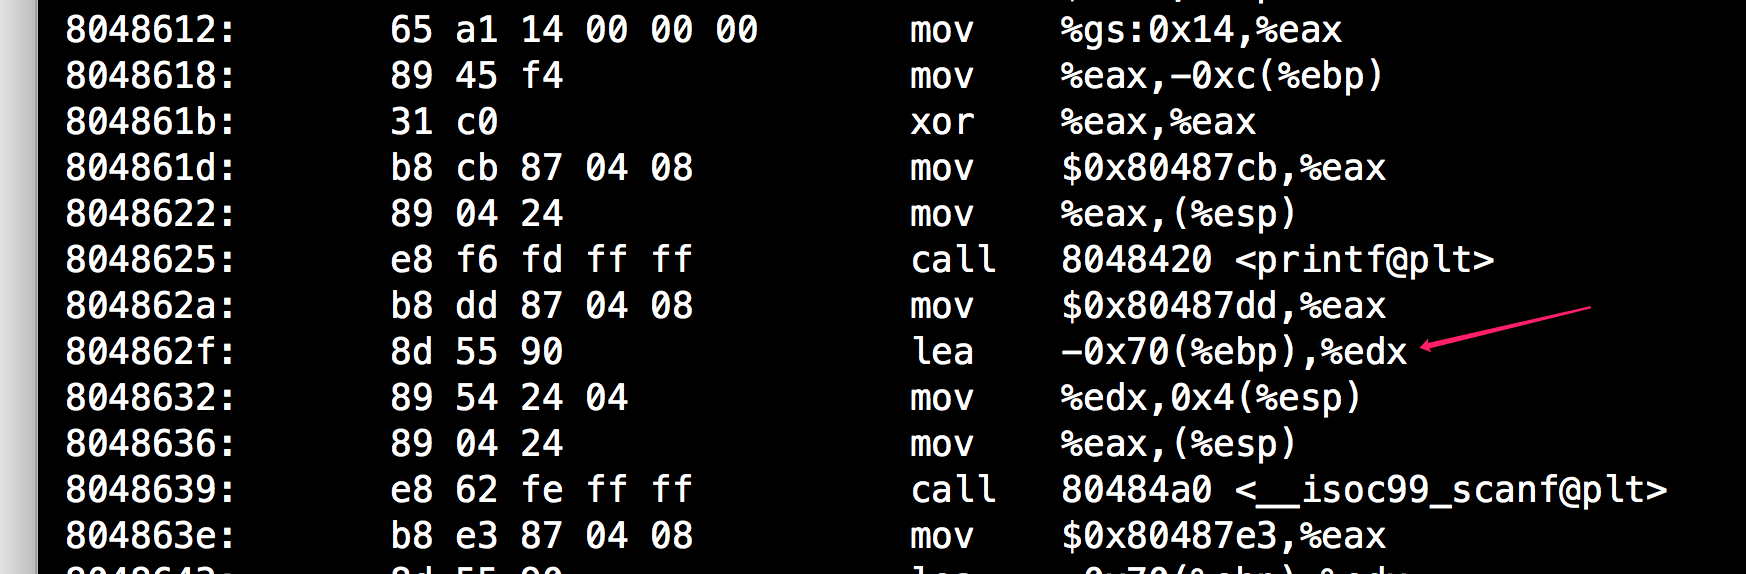 8048612: 65 a1 14 00 00 00 mov %gs:0x14,%eax
8048618: 89 45 f4 mov %eax,-0xc(%ebp)
804861b: 31 c0 xor %eax,%eax
804861d: b8 cb 87 04 08 mov $0x80487cb,%eax
8048622: 89 04 24 mov %eax,(%esp)
8048625: e8 f6 fd ff ff call 8048420 <printf@plt>
804862a: b8 dd 87 04 08 mov $0x80487dd,%eax
804862f: 8d 55 90 lea -0x70(%ebp),%edx
8048632: 89 54 24 04 mov %edx,0x4(%esp)
8048636: 89 04 24 mov %eax,(%esp)
8048639: e8 62 fe ff ff call 80484a0 <__isoc99_scanf@plt>
804863e: b8 e3 87 04 08 mov $0x80487e3,%eax